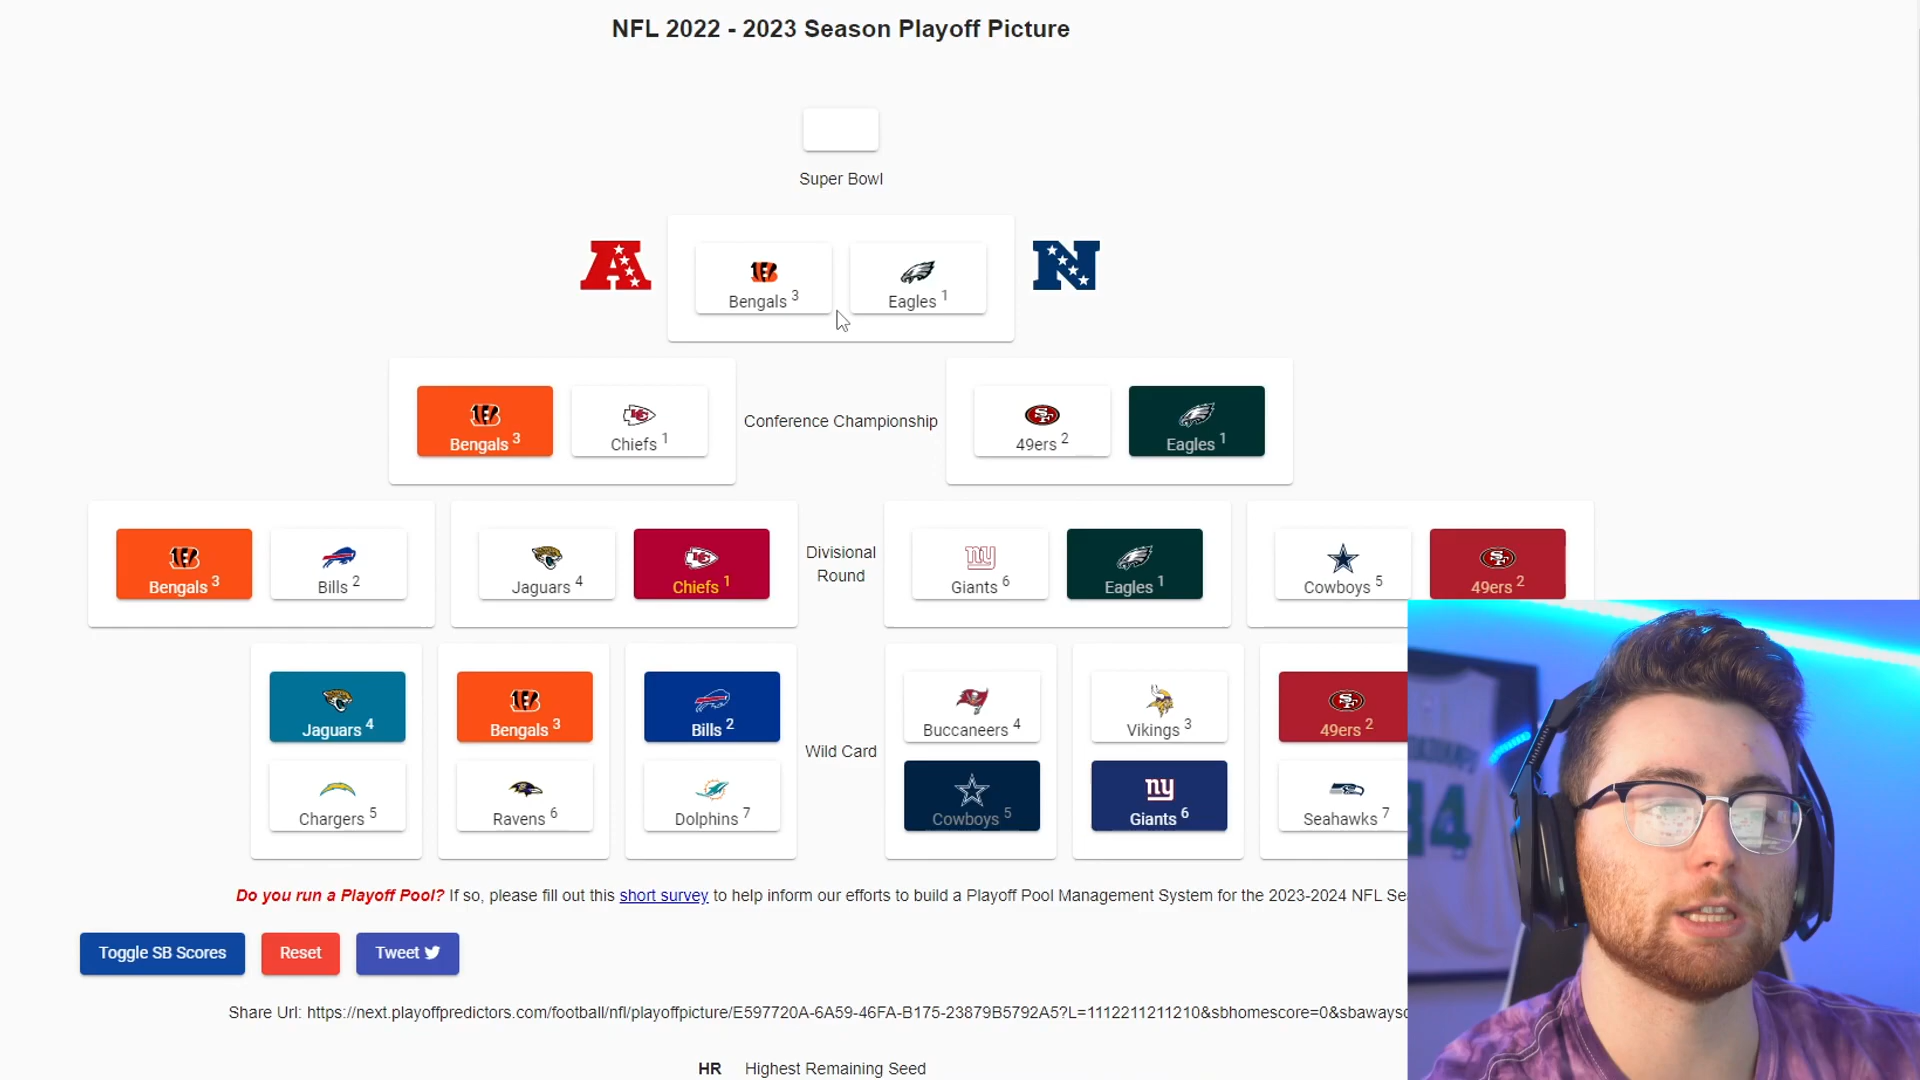 NFL 2022 - 2023 Season Playoff Picture
Super Bowl
Bengals 3
Eagles 1
Bengals 3
Chiefs 1
Conference Championship
49ers 2
Eagles 1
Bengals 3
Bills 2
Jaguars 4
Chiefs 1
Divisional
Round
Giants 6
Eagles 1
Cowboys 5
49ers 2
Jaguars 4
Chargers 5
Bengals 3
Ravens 6
Bills 2
Dolphins 7
Wild Card
Buccaneers 4
Cowboys 5
Vikings 3
Giants 6
49ers 2
Seahawks 7
Do you run a Playoff Pool? If so, please fill out this short survey to help inform our efforts to build a Playoff Pool Management System for the 2023-2024 NFL Se
Toggle SB Scores
Reset
Tweet
Share Url: https://next.playoffpredictors.com/football/nfl/playoffpicture/E597720A-6A59-46FA-B175-23879B5792A5?L=1112211211210&sbhomescore=0&sbawaysc
HR Highest Remaining Seed